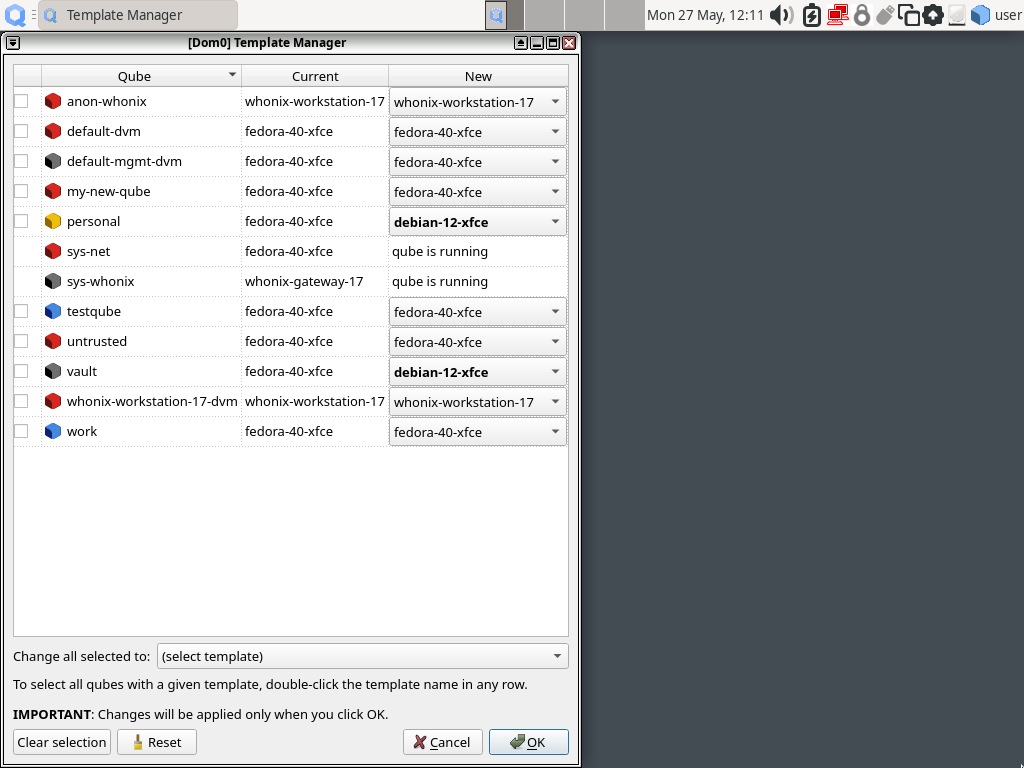 Template Manager
Mon 27 May, 12:11
user
[Dom0] Template Manager
Qube Current New
anon-whonix whonix-workstation-17 whonix-workstation-17
default-dvm fedora-40-xfce fedora-40-xfce
default-mgmt-dvm fedora-40-xfce fedora-40-xfce
my-new-qube fedora-40-xfce fedora-40-xfce
personal fedora-40-xfce debian-12-xfce
sys-net fedora-40-xfce qube is running
sys-whonix whonix-gateway-17 qube is running
testqube fedora-40-xfce fedora-40-xfce
untrusted fedora-40-xfce fedora-40-xfce
vault fedora-40-xfce debian-12-xfce
whonix-workstation-17-dvm whonix-workstation-17 whonix-workstation-17
work fedora-40-xfce fedora-40-xfce
Change all selected to: (select template)
To select all qubes with a given template, double-click the template name in any row.
IMPORTANT: Changes will be applied only when you click OK.
Clear selection Reset Cancel OK